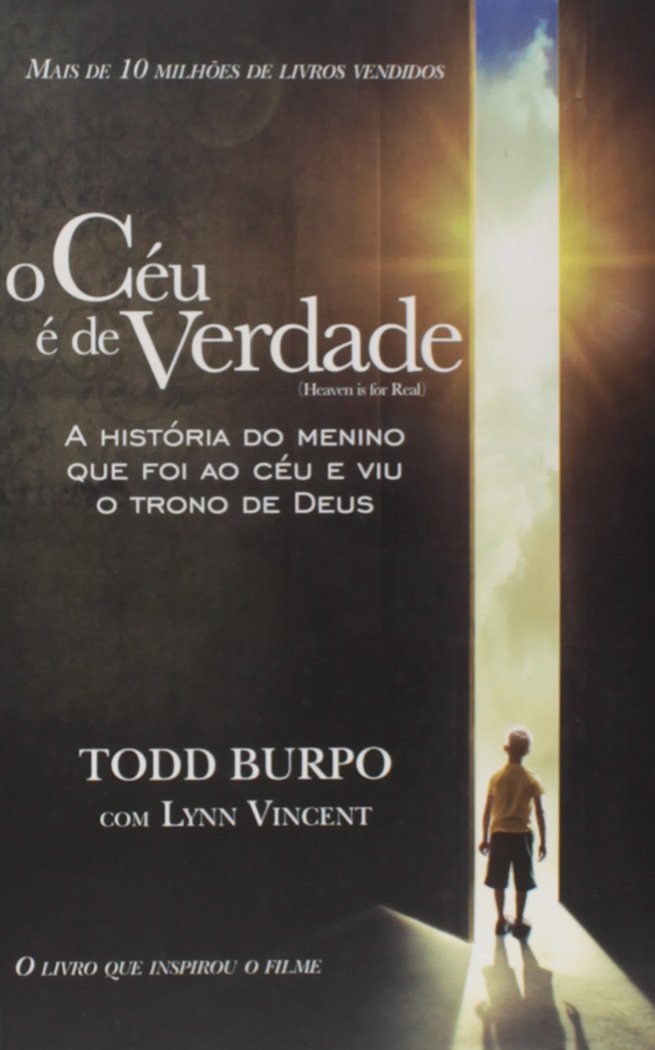 Mais de 10 milhões de livros vendidos
o Céu
é de Verdade
(Heaven is for Real)
A história do menino
que foi ao céu e viu
o trono de Deus
TODD BURPO
com Lynn Vincent
O livro que inspirou o filme